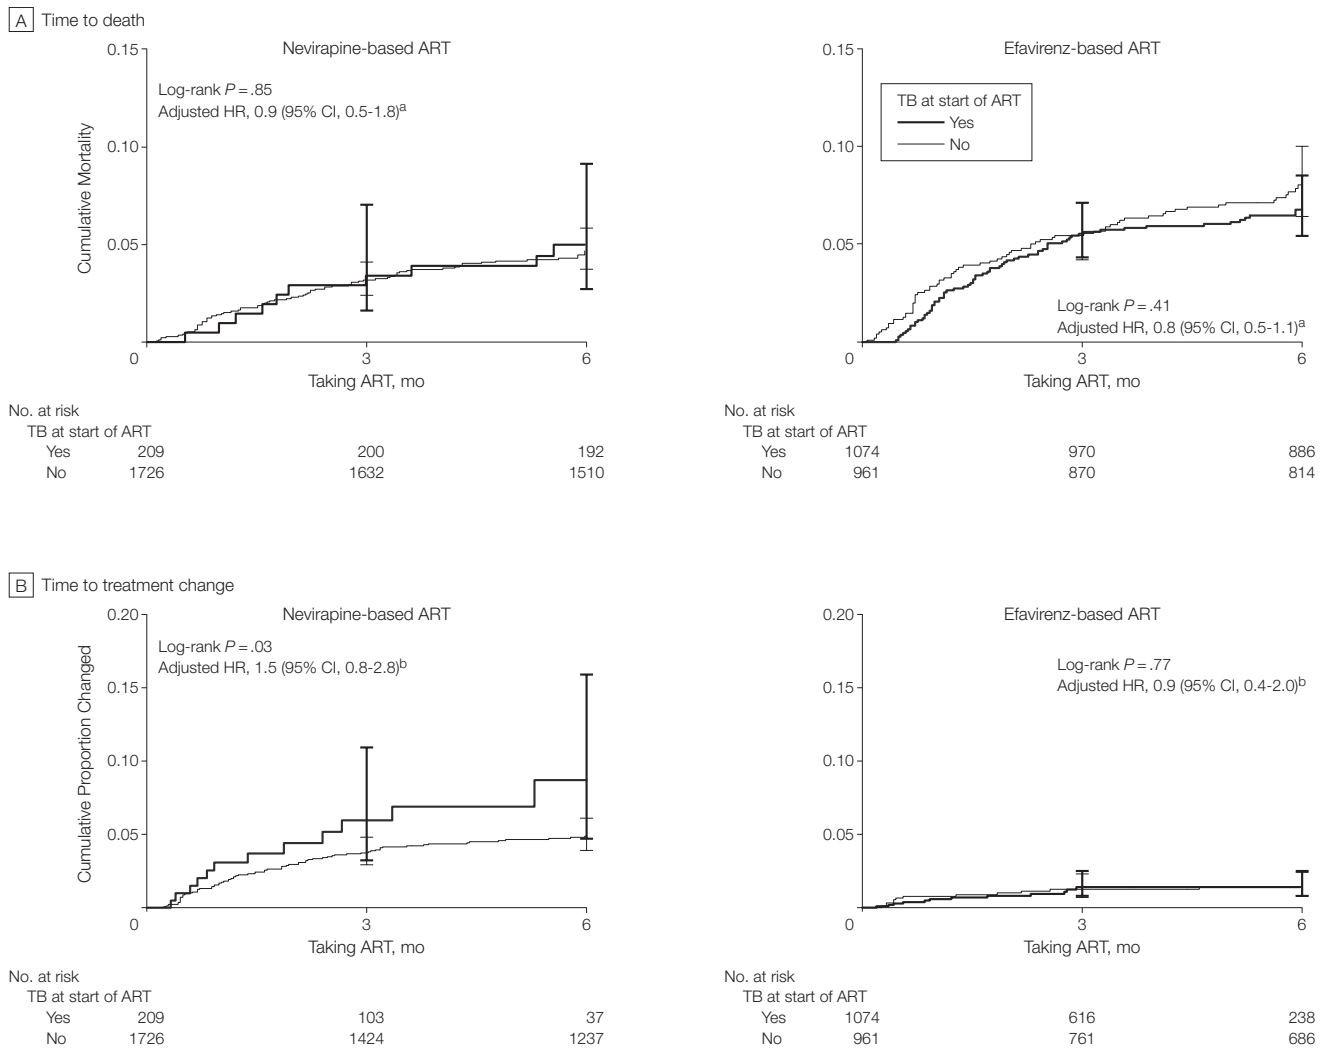 A Time to death
Nevirapine-based ART
0.15
0.10
0.05
0
3
6
Cumulative Mortality
Log-rank P = .85
Adjusted HR, 0.9 (95% CI, 0.5-1.8)a
Taking ART, mo
No. at risk
TB at start of ART
Yes 209 200 192
No 1726 1632 1510
Efavirenz-based ART
0.15
0.10
0.05
0
3
6
TB at start of ART
Yes
No
Log-rank P = .41
Adjusted HR, 0.8 (95% CI, 0.5-1.1)a
Taking ART, mo
No. at risk
TB at start of ART
Yes 1074 970 886
No 961 870 814
B Time to treatment change
Nevirapine-based ART
0.20
0.15
0.10
0.05
0
3
6
Cumulative Proportion Changed
Log-rank P = .03
Adjusted HR, 1.5 (95% CI, 0.8-2.8)b
Taking ART, mo
No. at risk
TB at start of ART
Yes 209 103 37
No 1726 1424 1237
Efavirenz-based ART
0.20
0.15
0.10
0.05
0
3
6
Log-rank P = .77
Adjusted HR, 0.9 (95% CI, 0.4-2.0)b
Taking ART, mo
No. at risk
TB at start of ART
Yes 1074 616 238
No 961 761 686